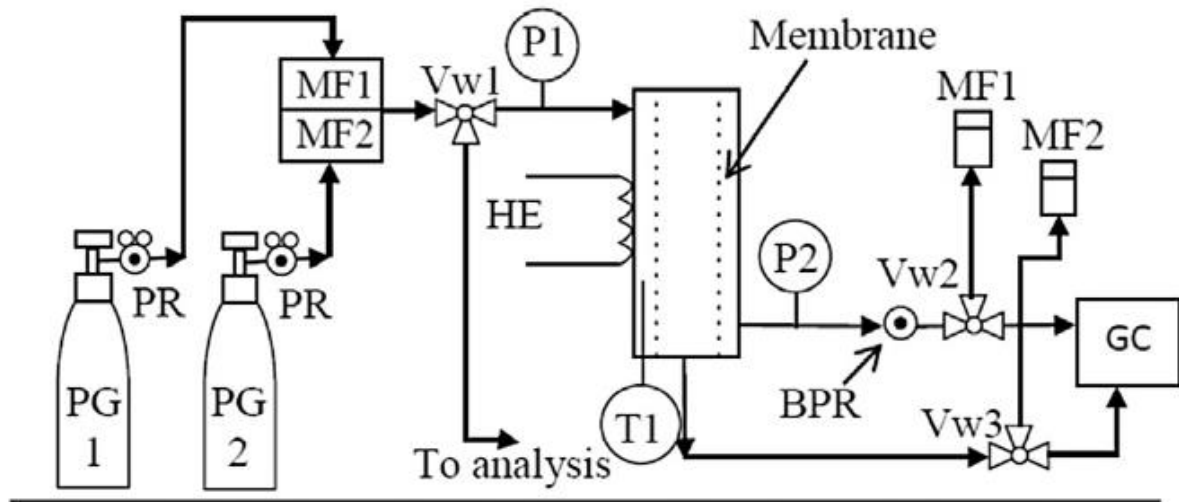 P1
Membrane
MF1
MF2
Vw1
MF1
MF2
HE
PR
PR
P2
Vw2
GC
PG
1
PG
2
BPR
T1
Vw3
To analysis